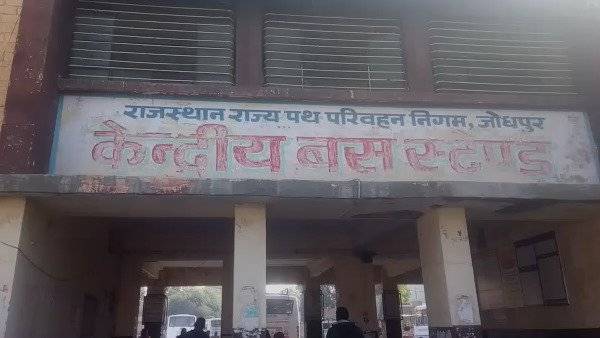 राजस्थान राज्य पथ परिवहन निगम, जोधपुर
केन्द्रीय बस स्टेण्ड